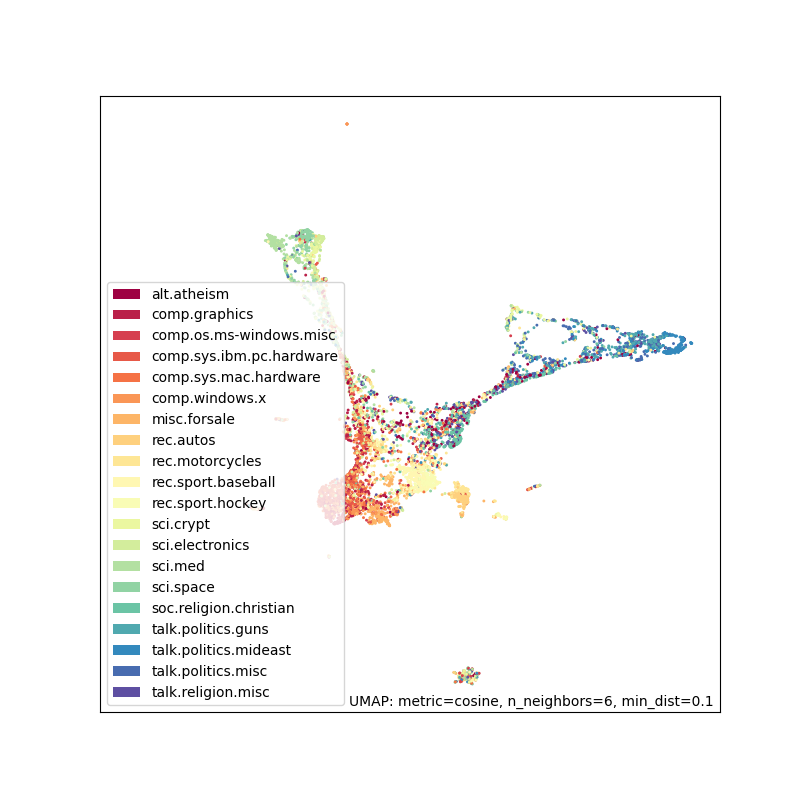 alt.atheism
comp.graphics
comp.os.ms-windows.misc
comp.sys.ibm.pc.hardware
comp.sys.mac.hardware
comp.windows.x
misc.forsale
rec.autos
rec.motorcycles
rec.sport.baseball
rec.sport.hockey
sci.crypt
sci.electronics
sci.med
sci.space
soc.religion.christian
talk.politics.guns
talk.politics.mideast
talk.politics.misc
talk.religion.misc
UMAP: metric=cosine, n_neighbors=6, min_dist=0.1